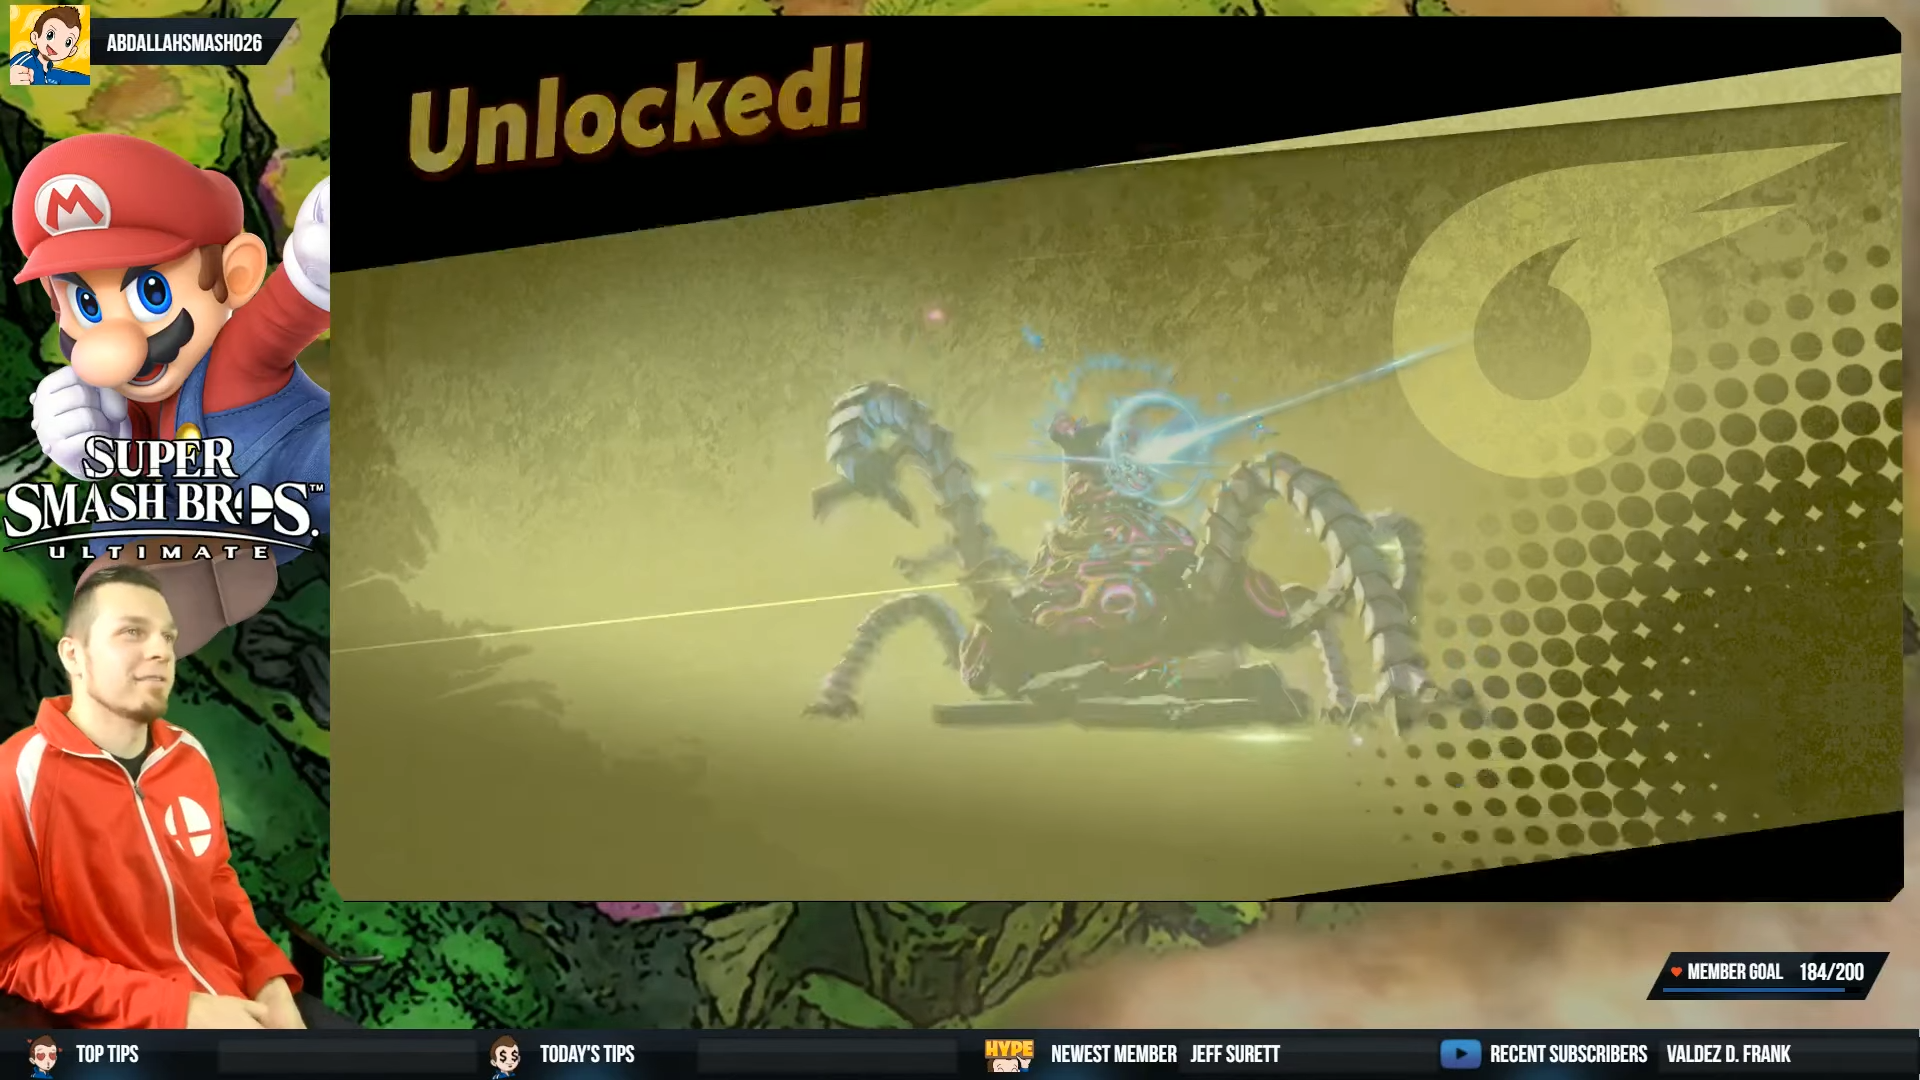 ABDALLAHSMASH026
Unlocked!
M
SUPER
SMASH BROS.™
ULTIMATE
MEMBER GOAL 184/200
TOP TIPS
TODAY'S TIPS
HYPE
NEWEST MEMBER JEFF SURETT
RECENT SUBSCRIBERS VALDEZ D. FRANK